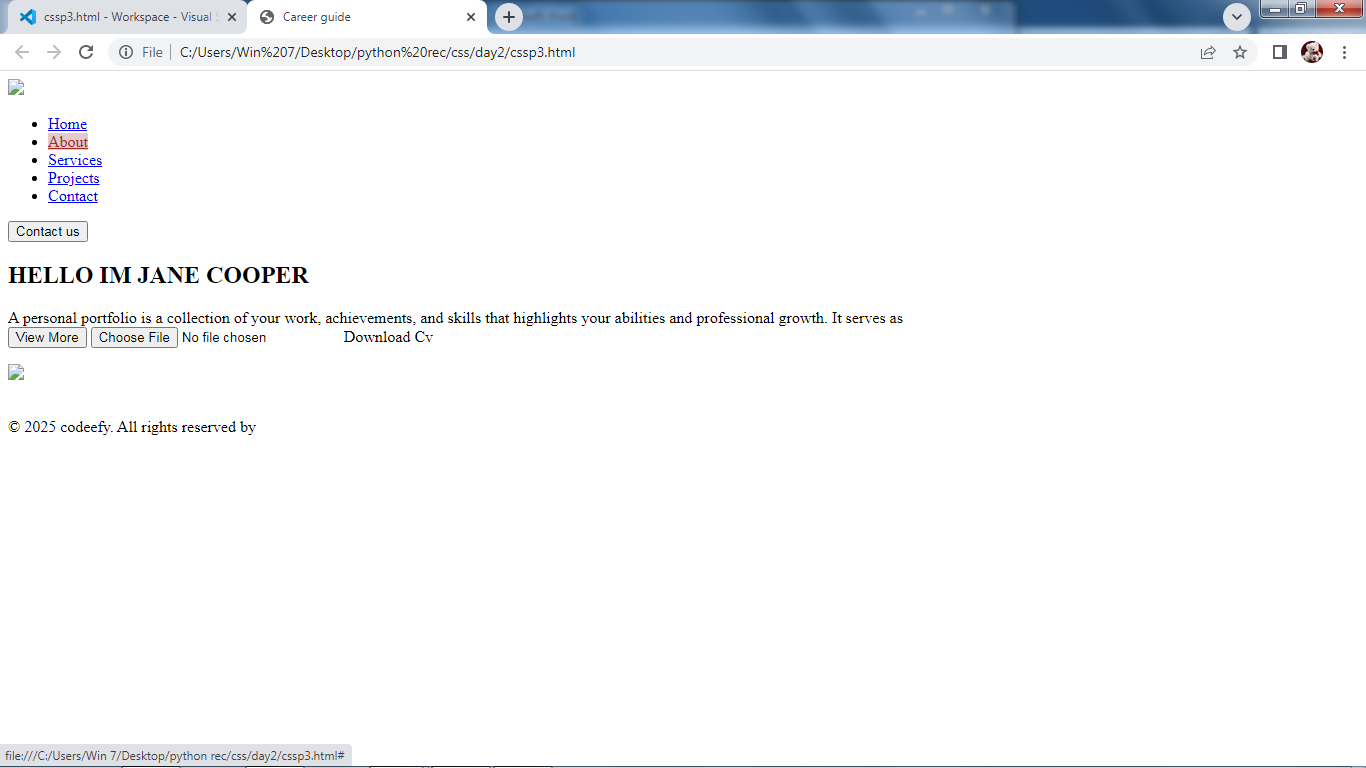 cssp3.html - Workspace - Visual
Career guide
File
C:/Users/Win%207/Desktop/python%20rec/css/day2/cssp3.html
Home
About
Services
Projects
Contact
Contact us
HELLO IM JANE COOPER
A personal portfolio is a collection of your work, achievements, and skills that highlights your abilities and professional growth. It serves as
View More Choose File No file chosen Download Cv
© 2025 codeefy. All rights reserved by
file:///C:/Users/Win 7/Desktop/python rec/css/day2/cssp3.html#